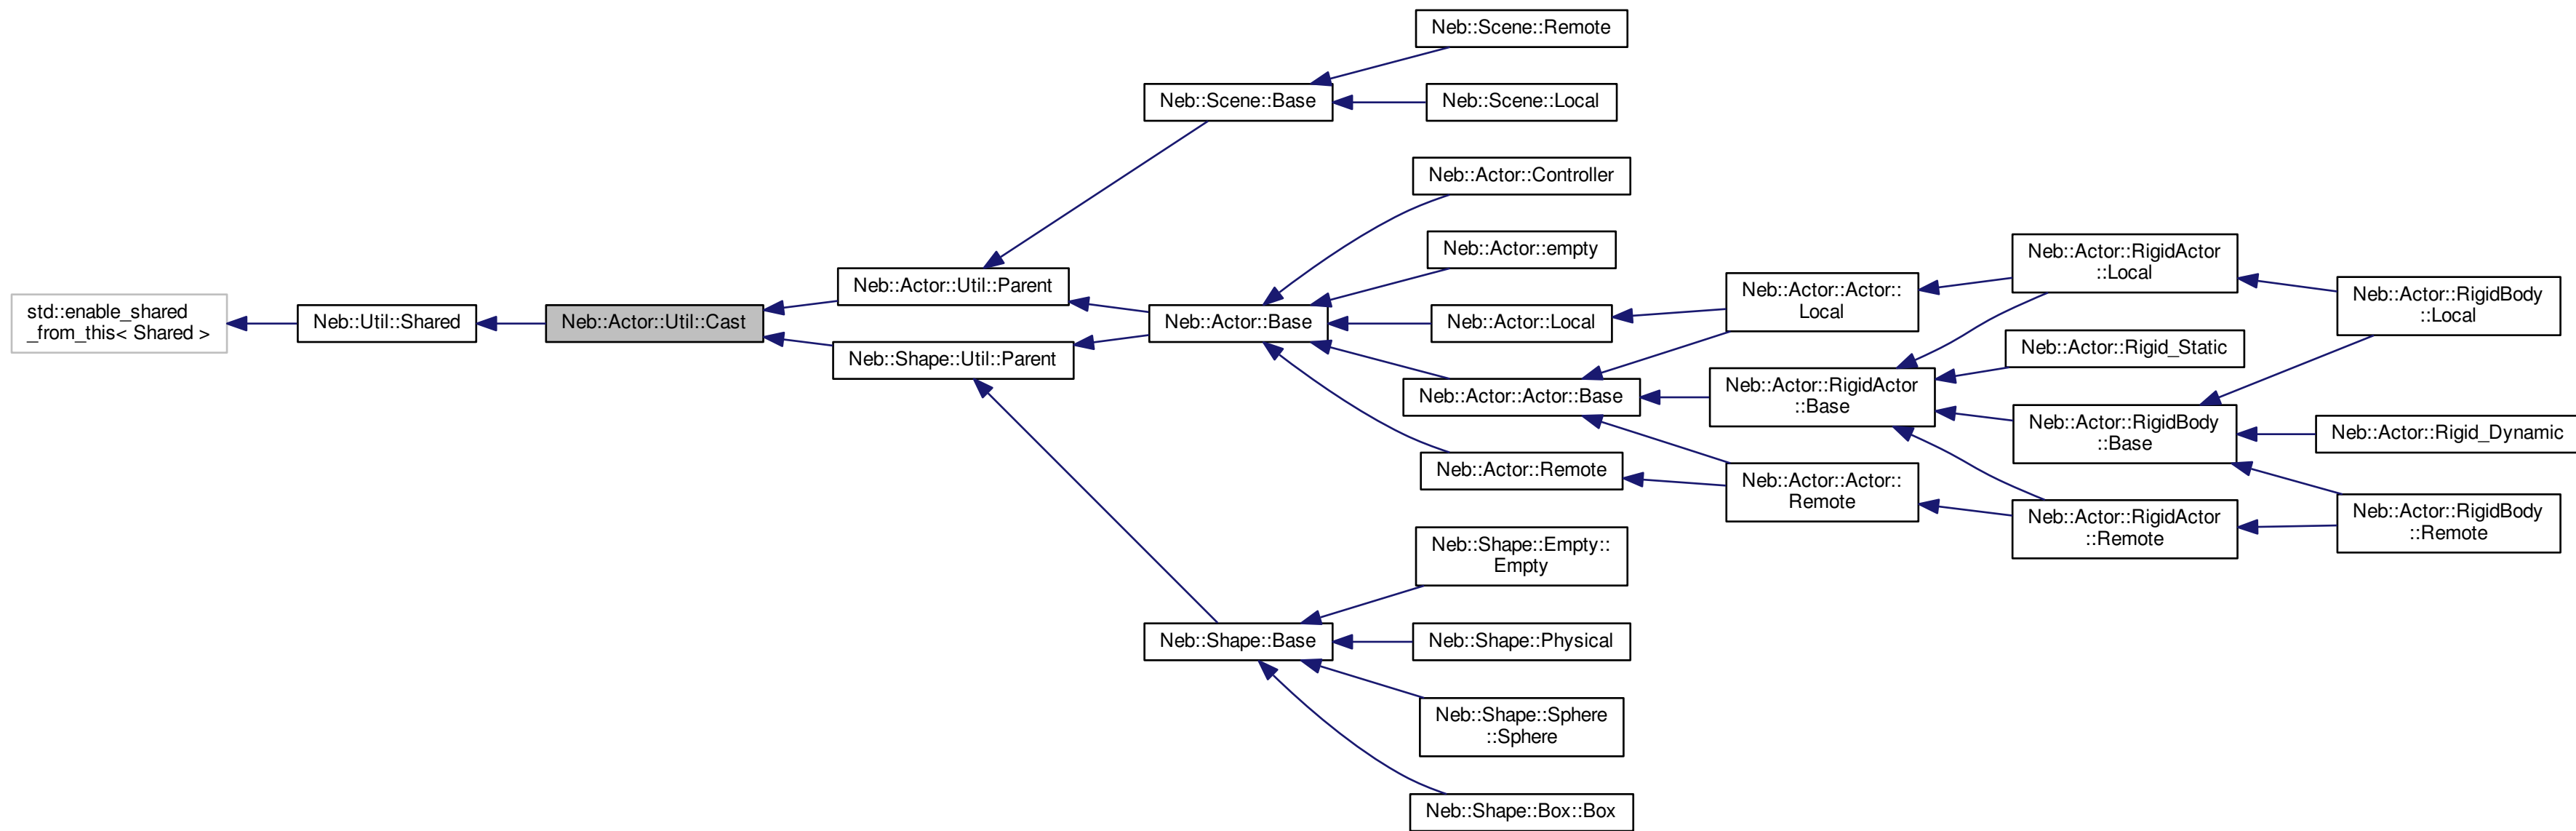 std::enable_shared
_from_this< Shared >
Neb::Util::Shared
Neb::Actor::Util::Cast
Neb::Actor::Util::Parent
Neb::Shape::Util::Parent
Neb::Scene::Base
Neb::Actor::Base
Neb::Shape::Base
Neb::Scene::Remote
Neb::Scene::Local
Neb::Actor::Controller
Neb::Actor::empty
Neb::Actor::Local
Neb::Actor::Actor::Base
Neb::Actor::Remote
Neb::Shape::Empty::
Empty
Neb::Shape::Physical
Neb::Shape::Sphere
::Sphere
Neb::Shape::Box::Box
Neb::Actor::Actor::
Local
Neb::Actor::RigidActor
::Base
Neb::Actor::Actor::
Remote
Neb::Actor::RigidActor
::Local
Neb::Actor::Rigid_Static
Neb::Actor::RigidBody
::Base
Neb::Actor::RigidActor
::Remote
Neb::Actor::RigidBody
::Local
Neb::Actor::Rigid_Dynamic
Neb::Actor::RigidBody
::Remote